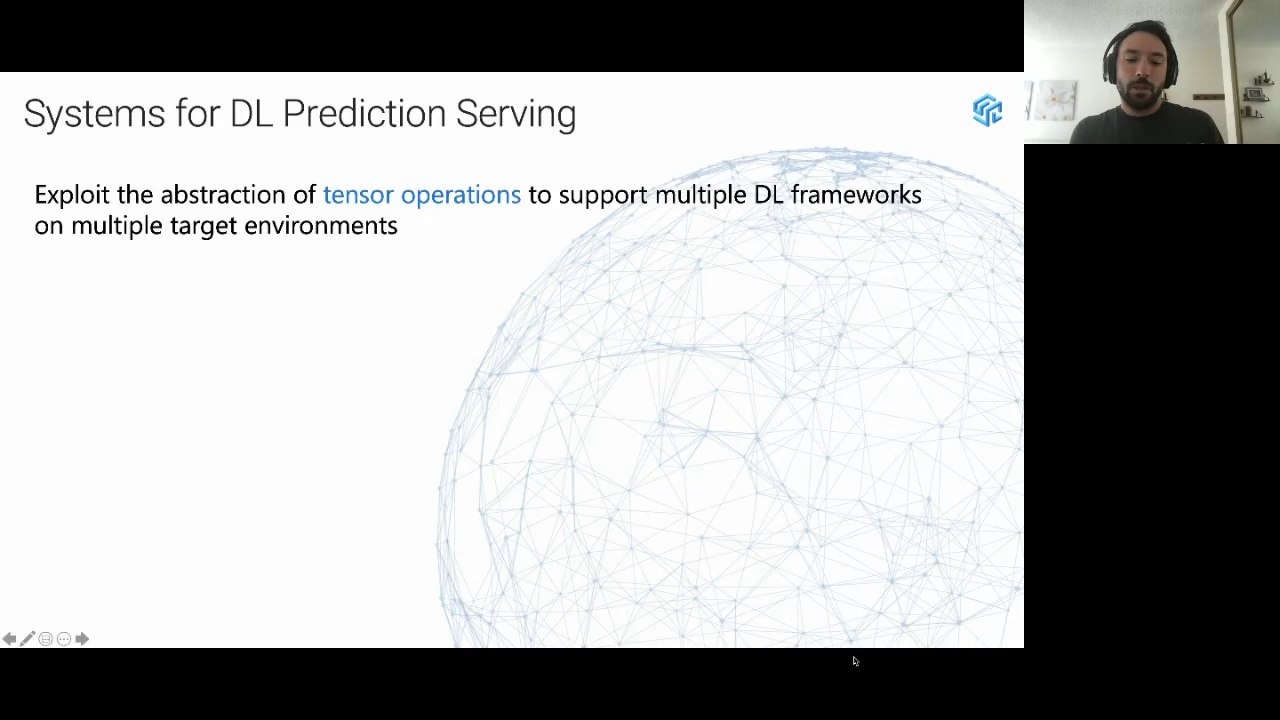 Systems for DL Prediction Serving
Exploit the abstraction of tensor operations to support multiple DL frameworks
on multiple target environments